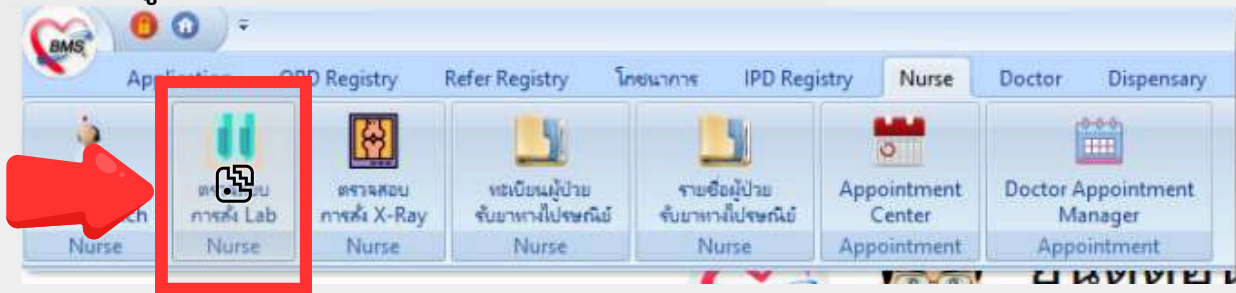 BMS
OPD Registry
Refer Registry
โภชนาการ
IPD Registry
Nurse
Doctor
Dispensary
การสั่ง Lab
ตรวจสอบ
การสั่ง X-Ray
ทะเบียนผู้ป่วย
รับยาทางไปรษณีย์
รายชื่อผู้ป่วย
รับยาทางไปรษณีย์
Appointment
Center
Doctor Appointment
Manager
Nurse
Nurse
Nurse
Nurse
Nurse
Appointment
Appointment